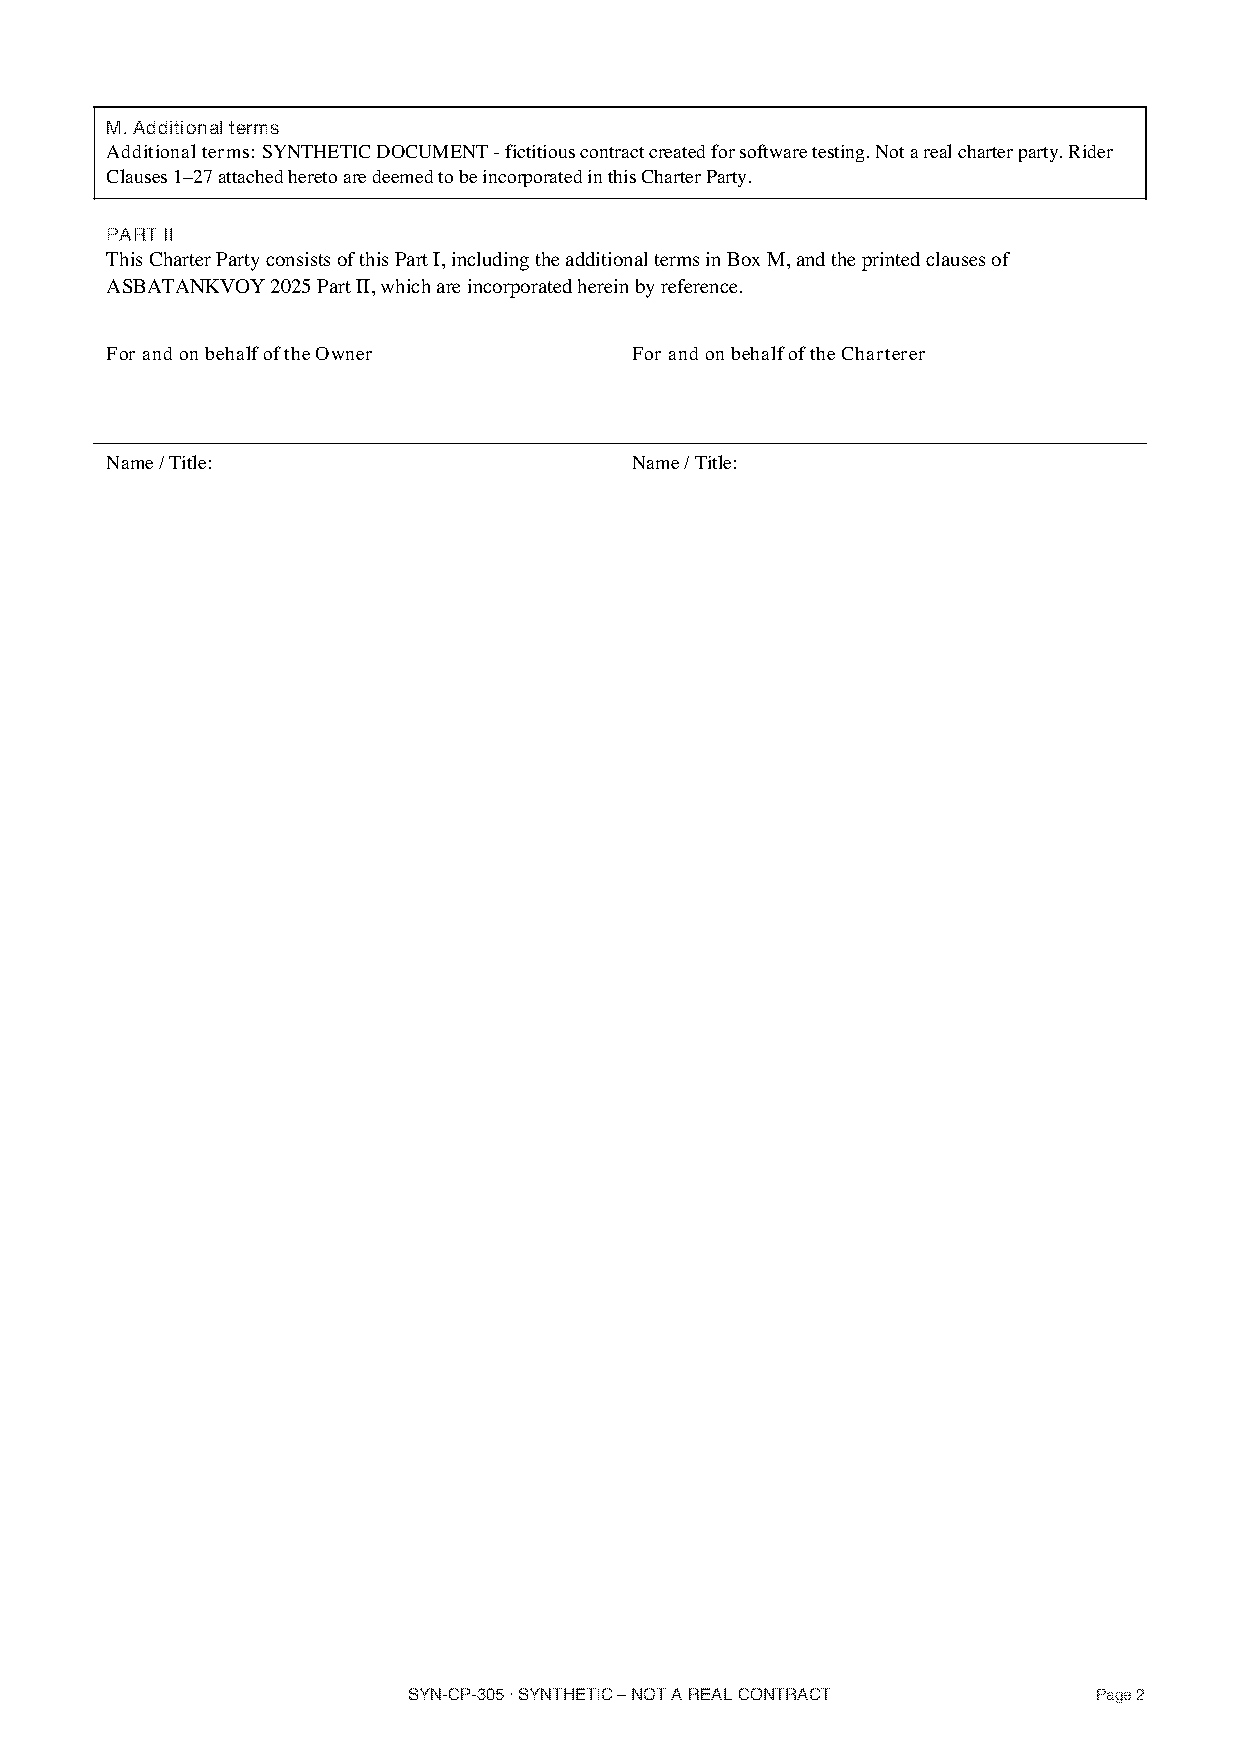 M. Additional terms
Additional terms: SYNTHETIC DOCUMENT - fictitious contract created for software testing. Not a real charter party. Rider
Clauses 1–27 attached hereto are deemed to be incorporated in this Charter Party.
PART II
This Charter Party consists of this Part I, including the additional terms in Box M, and the printed clauses of
ASBATANKVOY 2025 Part II, which are incorporated herein by reference.
For and on behalf of the Owner For and on behalf of the Charterer
Name / Title: Name / Title:
SYN-CP-305 · SYNTHETIC – NOT A REAL CONTRACT Page 2